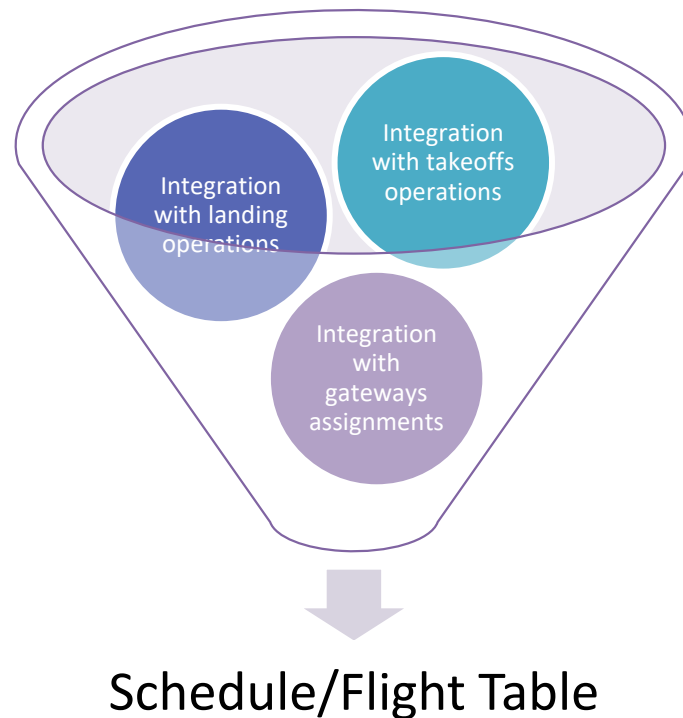 Integration
with takeoffs
operations
Integration
with landing
operations
Integration
with
gateways
assignments
Schedule/Flight Table